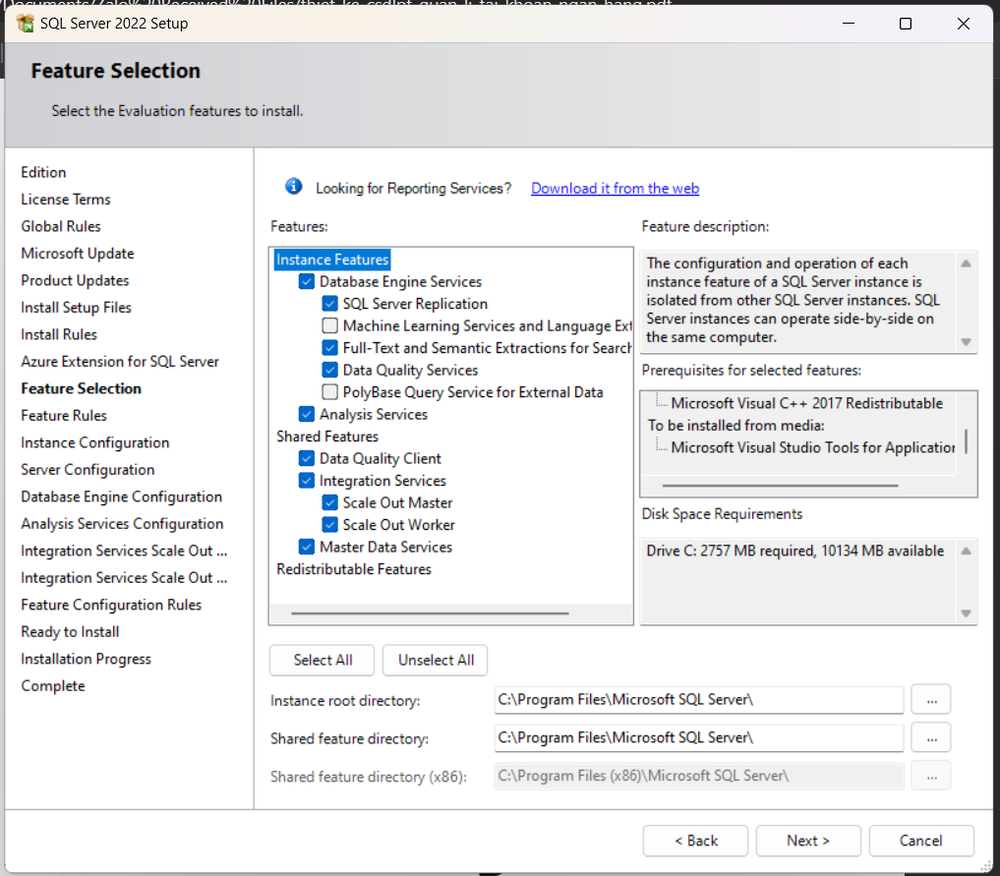 /Documents/Zalo%20Received%20Files/thiet-ke-csdlpt-quan-li-tai-khoan-ngan-hang.pdf
SQL Server 2022 Setup
Feature Selection
Select the Evaluation features to install.
Edition
License Terms
Global Rules
Microsoft Update
Product Updates
Install Setup Files
Install Rules
Azure Extension for SQL Server
Feature Selection
Feature Rules
Instance Configuration
Server Configuration
Database Engine Configuration
Analysis Services Configuration
Integration Services Scale Out ...
Integration Services Scale Out ...
Feature Configuration Rules
Ready to Install
Installation Progress
Complete
Looking for Reporting Services? Download it from the web
Features:
Instance Features
Database Engine Services
SQL Server Replication
Machine Learning Services and Language Ext
Full-Text and Semantic Extractions for Search
Data Quality Services
PolyBase Query Service for External Data
Analysis Services
Shared Features
Data Quality Client
Integration Services
Scale Out Master
Scale Out Worker
Master Data Services
Redistributable Features
Feature description:
The configuration and operation of each
instance feature of a SQL Server instance is
isolated from other SQL Server instances. SQL
Server instances can operate side-by-side on
the same computer.
Prerequisites for selected features:
Microsoft Visual C++ 2017 Redistributable
To be installed from media:
Microsoft Visual Studio Tools for Application
Disk Space Requirements
Drive C: 2757 MB required, 10134 MB available
Select All
Unselect All
Instance root directory: C:\Program Files\Microsoft SQL Server\ ...
Shared feature directory: C:\Program Files\Microsoft SQL Server\ ...
Shared feature directory (x86): C:\Program Files (x86)\Microsoft SQL Server\ ...
< Back
Next >
Cancel